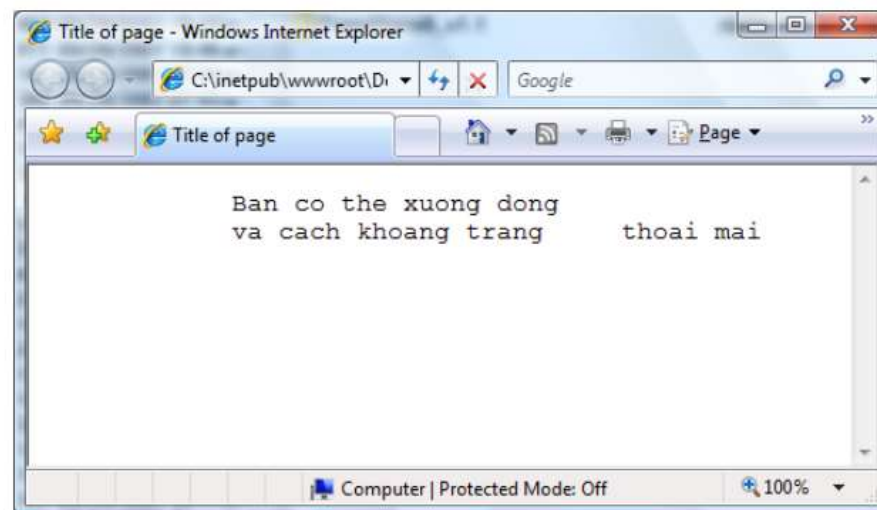 Title of page - Windows Internet Explorer
C:\inetpub\wwwroot\D Google
Title of page Page
Ban co the xuong dong
va cach khoang trang     thoai mai
Computer | Protected Mode: Off 100%